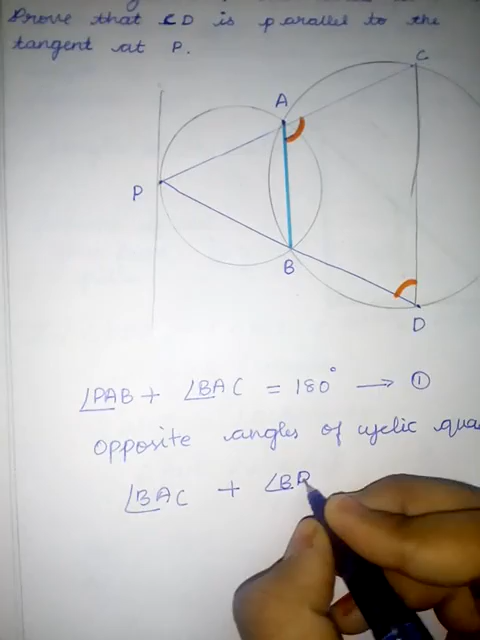 Prove that CD is parallel to the
tangent at P.
C
A
P
B
D
∠PAB + ∠BAC = 180° → ①
opposite angles of cyclic qua
∠BAC + ∠BD